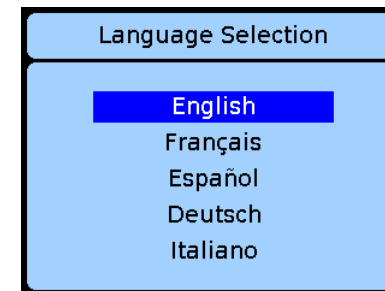 Language Selection
English
Français
Español
Deutsch
Italiano